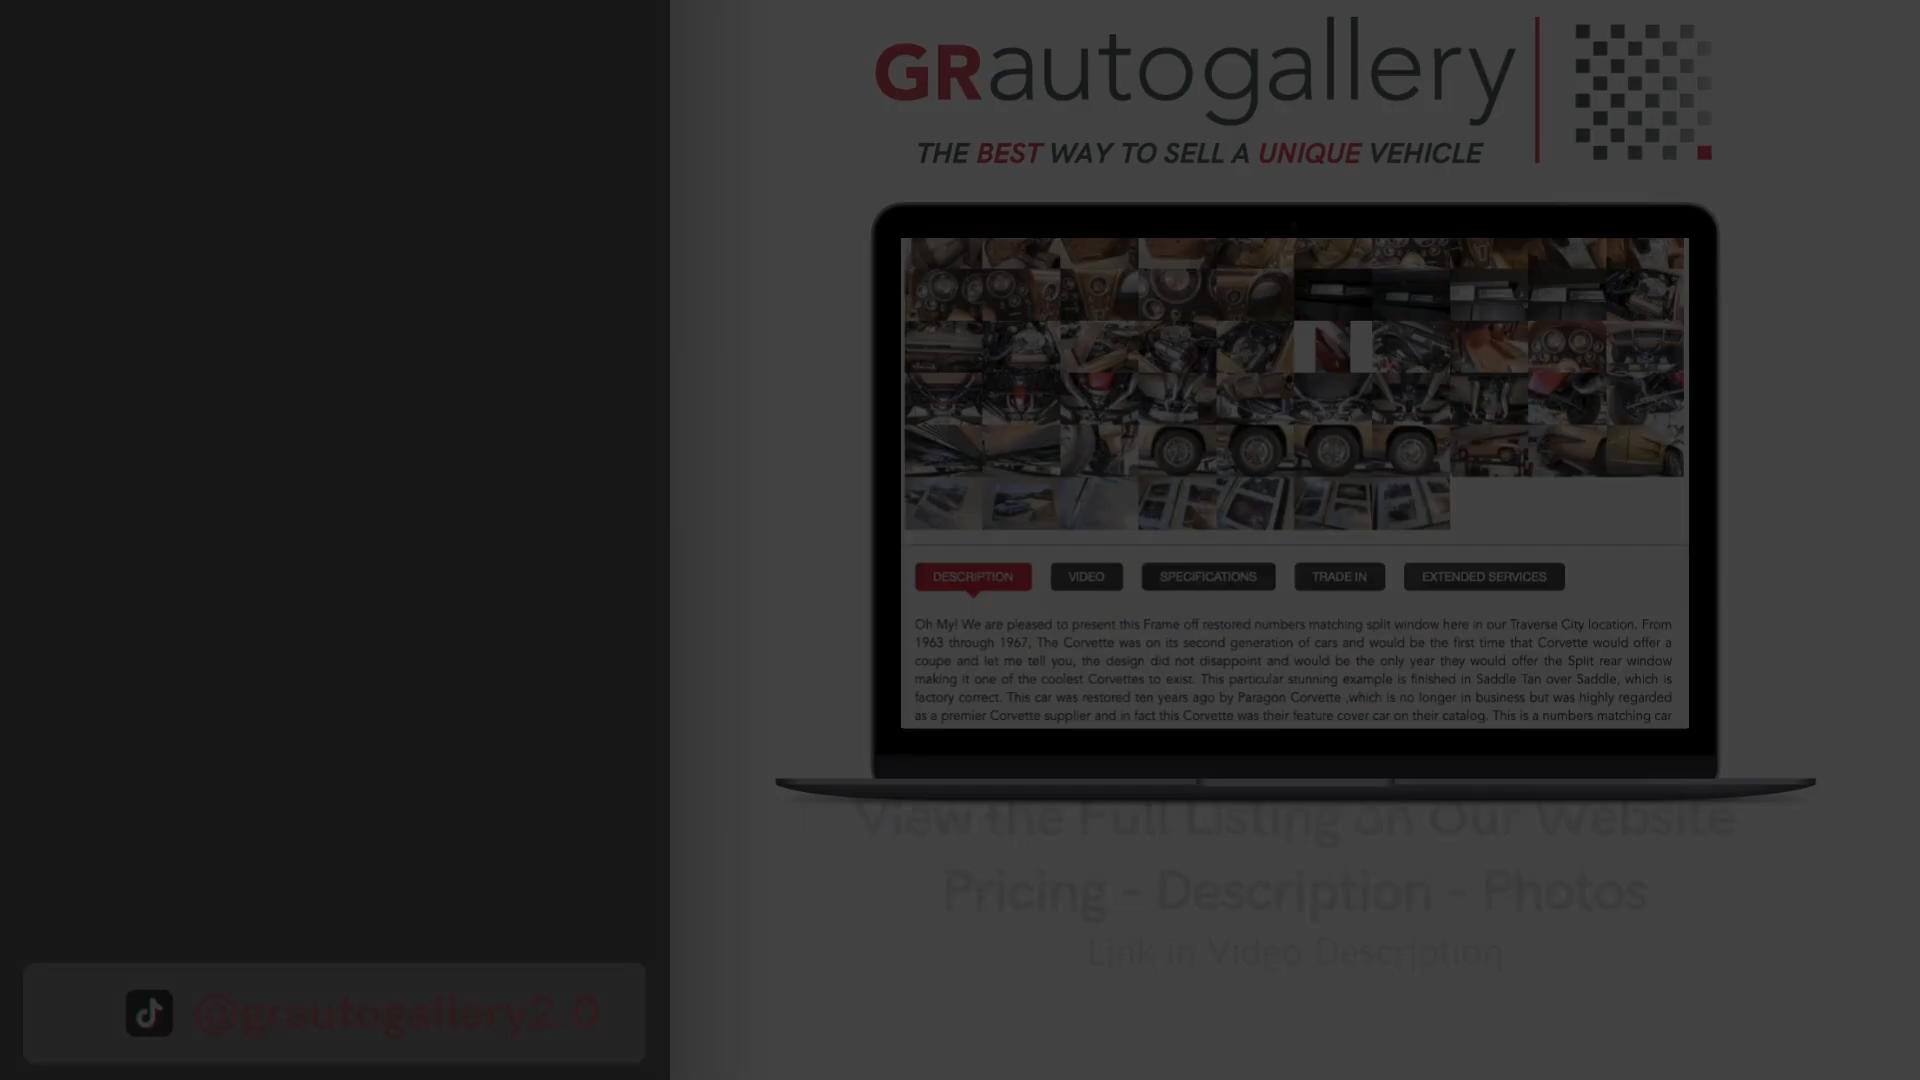 GRautogallery
THE BEST WAY TO SELL A UNIQUE VEHICLE
DESCRIPTION
VIDEO
SPECIFICATIONS
TRADE IN
EXTENDED SERVICES
Oh My! We are pleased to present this Frame off restored numbers matching split window here in our Traverse City location. From
1963 through 1967, The Corvette was on its second generation of cars and would be the first time that Corvette would offer a
coupe and let me tell you, the design did not disappoint and would be the only year they would offer the Split rear window
making it one of the coolest Corvettes to exist. This particular stunning example is finished in Saddle Tan over Saddle, which is
factory correct. This car was restored ten years ago by Paragon Corvette ,which is no longer in business but was highly regarded
as a premier Corvette supplier and in fact this Corvette was their feature cover car on their catalog. This is a numbers matching car
View the Full Listing on Our Website
Pricing - Description - Photos
Link in Video Description
@grautogallery2.0